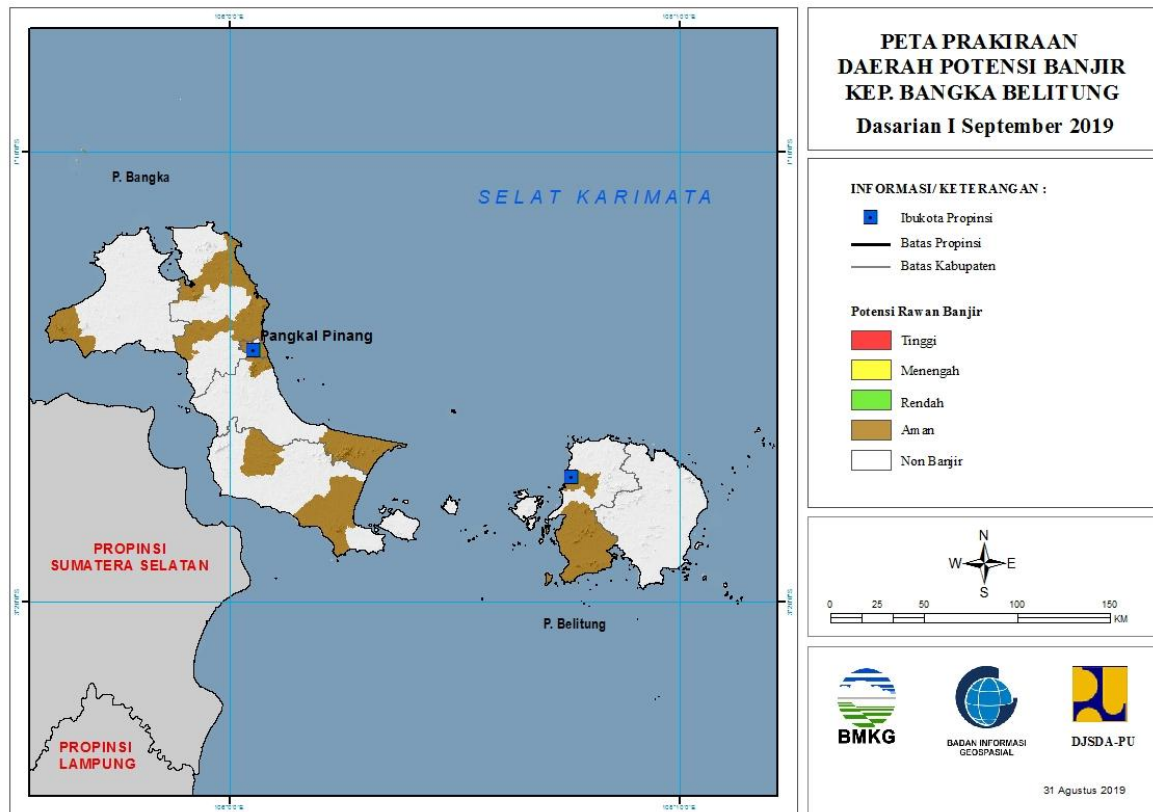 PETA PRAKIRAAN
DAERAH POTENSI BANJIR
KEP. BANGKA BELITUNG
Dasarian I September 2019
P. Bangka
SELAT KARIMATA
Pangkal Pinang
PROPINSI
SUMATERA SELATAN
P. Belitung
PROPINSI
LAMPUNG
INFORMASI/ KETERANGAN :
Ibukota Propinsi
Batas Propinsi
Batas Kabupaten
Potensi Rawan Banjir
Tinggi
Menengah
Rendah
Aman
Non Banjir
N
W E
S
0 25 50 100 150
KM
BMKG
BADAN INFORMASI
GEOSPASIAL
DJSDA-PU
31 Agustus 2019